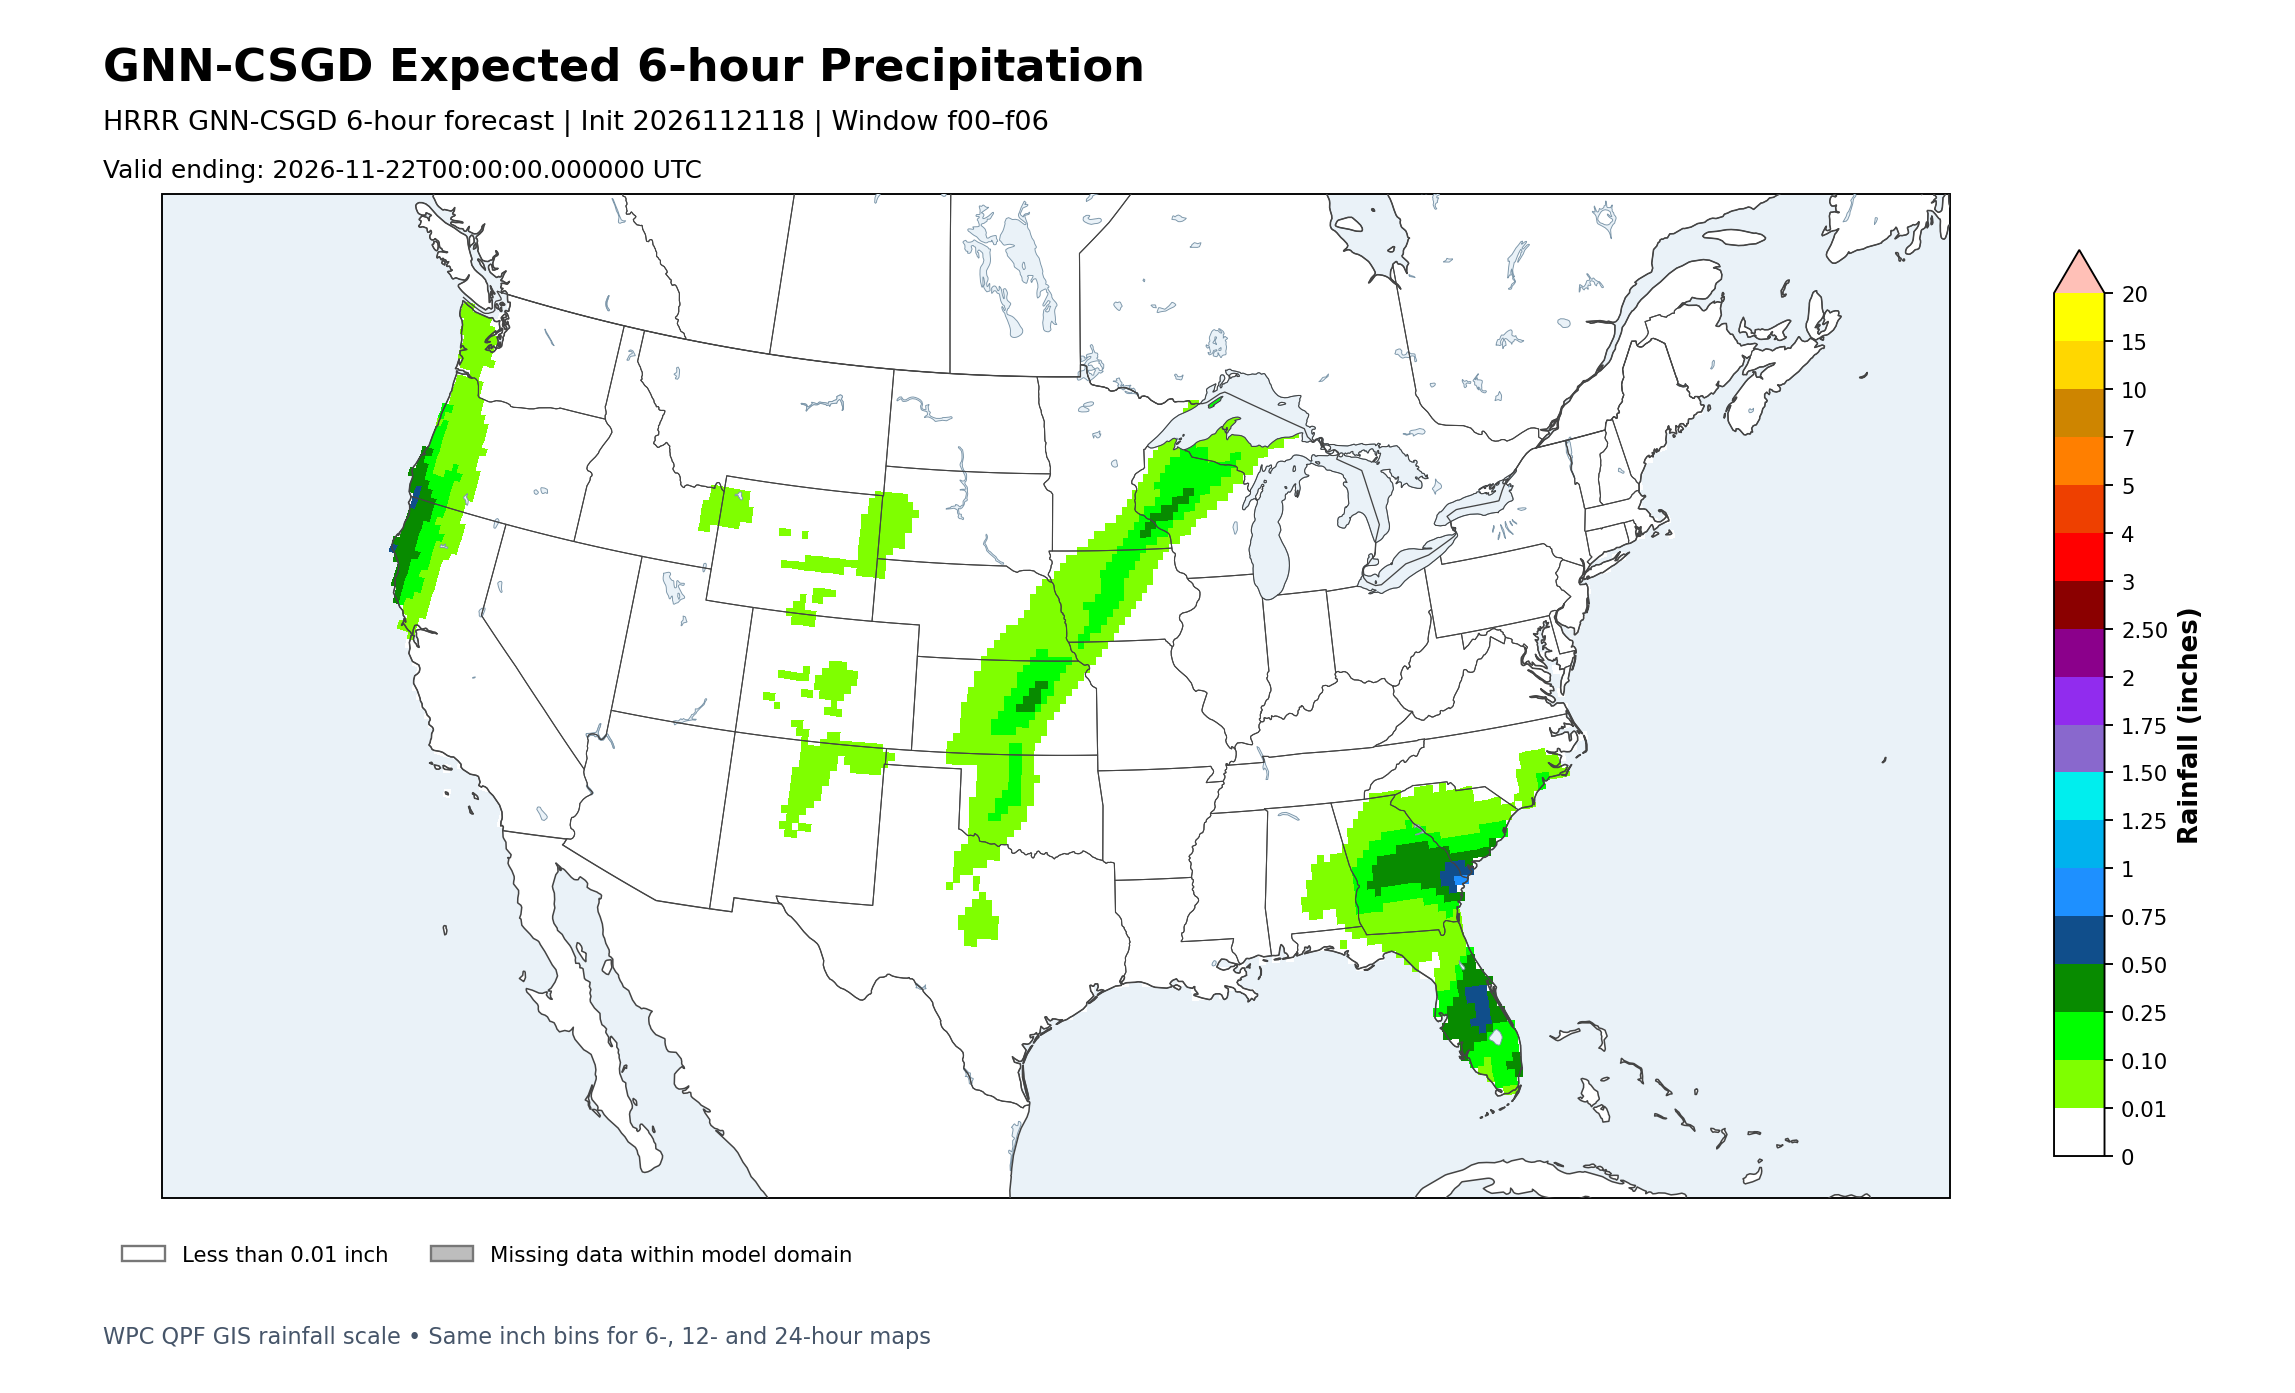 GNN-CSGD Expected 6-hour Precipitation
HRRR GNN-CSGD 6-hour forecast | Init 2026112118 | Window f00–f06
Valid ending: 2026-11-22T00:00:00.000000 UTC
20
15
10
7
5
4
3
2.50
2
1.75
1.50
1.25
1
0.75
0.50
0.25
0.10
0.01
0
Rainfall (inches)
Less than 0.01 inch
Missing data within model domain
WPC QPF GIS rainfall scale • Same inch bins for 6-, 12- and 24-hour maps